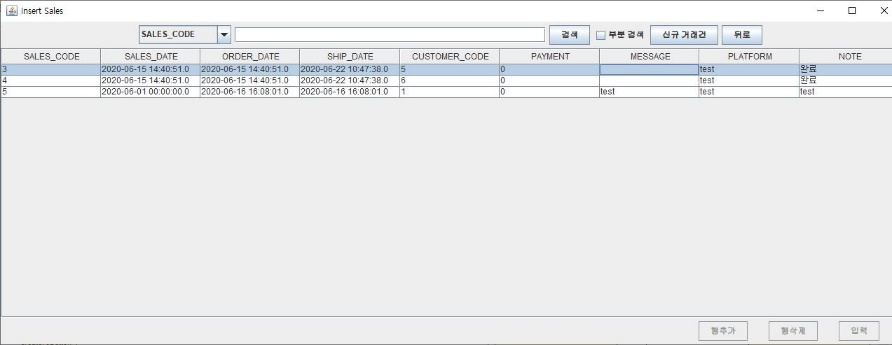 Insert Sales
SALES_CODE 검색 부분 검색 신규 거래건 뒤로
SALES_CODE SALES_DATE ORDER_DATE SHIP_DATE CUSTOMER_CODE PAYMENT MESSAGE PLATFORM NOTE
3 2020-06-15 14:40:51.0 2020-06-15 14:40:51.0 2020-06-22 10:47:38.0 5 0 test 완료
4 2020-06-15 14:40:51.0 2020-06-15 14:40:51.0 2020-06-22 10:47:38.0 6 0 test 완료
5 2020-06-01 00:00:00.0 2020-06-16 16:08:01.0 2020-06-16 16:08:01.0 1 0 test test test
행추가 행삭제 입력